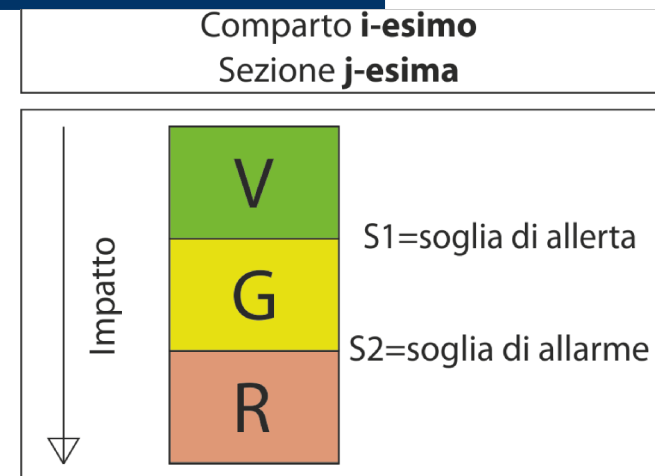 Comparto i-esimo
Sezione j-esima
V
S1=soglia di allerta
Impatto
G
S2=soglia di allarme
R